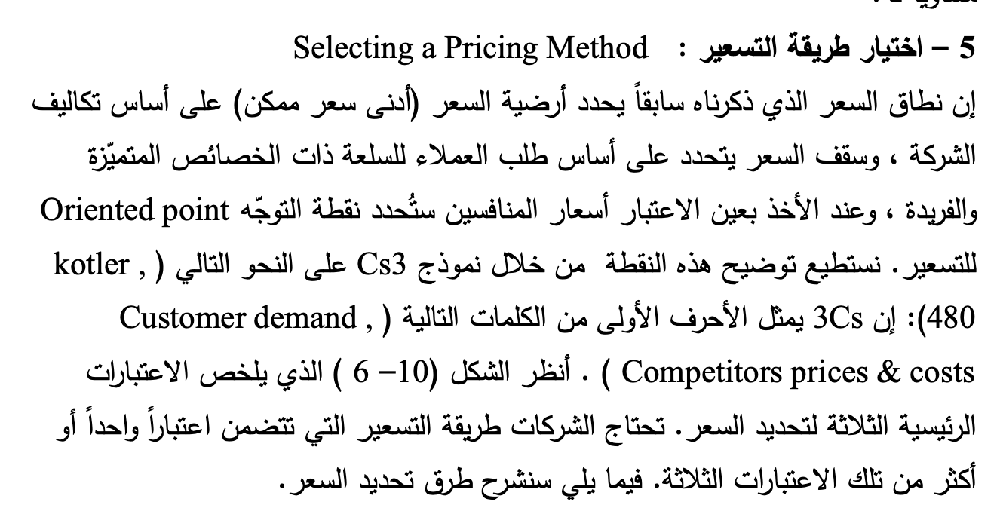 5 – اختيار طريقة التسعير : Selecting a Pricing Method
إن نطاق السعر الذي ذكرناه سابقاً يحدد أرضية السعر (أدنى سعر ممكن) على أساس تكاليف
الشركة ، وسقف السعر يتحدد على أساس طلب العملاء للسلعة ذات الخصائص المتميّزة
والفريدة ، وعند الأخذ بعين الاعتبار أسعار المنافسين ستُحدد نقطة التوجّه Oriented point
للتسعير . نستطيع توضيح هذه النقطة من خلال نموذج Cs3 على النحو التالي ( , kotler
480): إن 3Cs يمثل الأحرف الأولى من الكلمات التالية ( , Customer demand
Competitors prices & costs ) . أنظر الشكل (10– 6 ) الذي يلخص الاعتبارات
الرئيسية الثلاثة لتحديد السعر . تحتاج الشركات طريقة التسعير التي تتضمن اعتباراً واحداً أو
أكثر من تلك الاعتبارات الثلاثة. فيما يلي سنشرح طرق تحديد السعر .